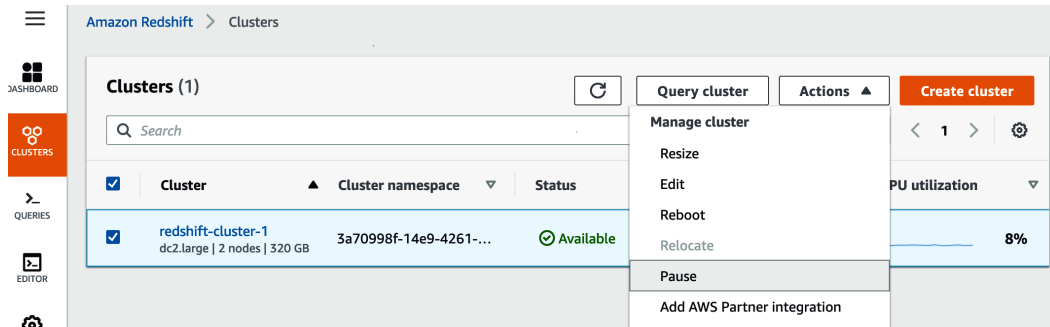 Amazon Redshift > Clusters
DASHBOARD
CLUSTERS
QUERIES
EDITOR
Clusters (1)
Query cluster
Actions
Create cluster
Search
1
Manage cluster
Resize
Edit
Reboot
Relocate
Pause
Add AWS Partner integration
Cluster
Cluster namespace
Status
PU utilization
redshift-cluster-1
dc2.large | 2 nodes | 320 GB
3a70998f-14e9-4261-...
Available
8%